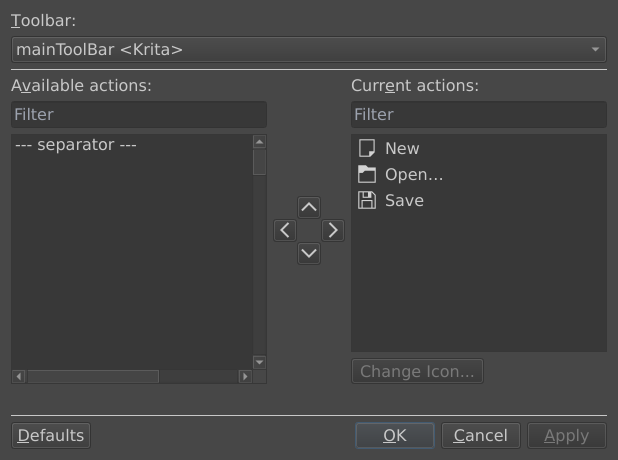 Toolbar:
mainToolBar <Krita>
Available actions:
Current actions:
Filter
Filter
--- separator ---
New
Open...
Save
Change Icon...
Defaults
OK
Cancel
Apply